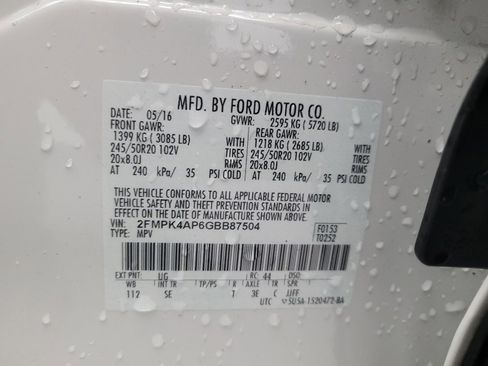 MFD. BY FORD MOTOR CO.
DATE: 05/16 GVWR: 2595 KG ( 5720 LB)
FRONT GAWR: REAR GAWR:
1399 KG ( 3085 LB) WITH 1218 KG ( 2685 LB) WITH
245/50R20 102V TIRES 245/50R20 102V TIRES
20x8.0J RIMS 20x8.0J RIMS
AT 240 kPa/ 35 PSI COLD AT 240 kPa/ 35 PSI COLD
THIS VEHICLE CONFORMS TO ALL APPLICABLE FEDERAL MOTOR
VEHICLE SAFETY AND THEFT PREVENTION STANDARDS IN
EFFECT ON THE DATE OF MANUFACTURE SHOWN ABOVE.
VIN: 2FMPK4AP6GBB87504 F0153
TYPE: MPV T0252
EXT PNT: UG RC: 44 DSO:
WB INT TR TP/PS R AXLE TR SPR
112 SE T 3E C JJFF
UTC